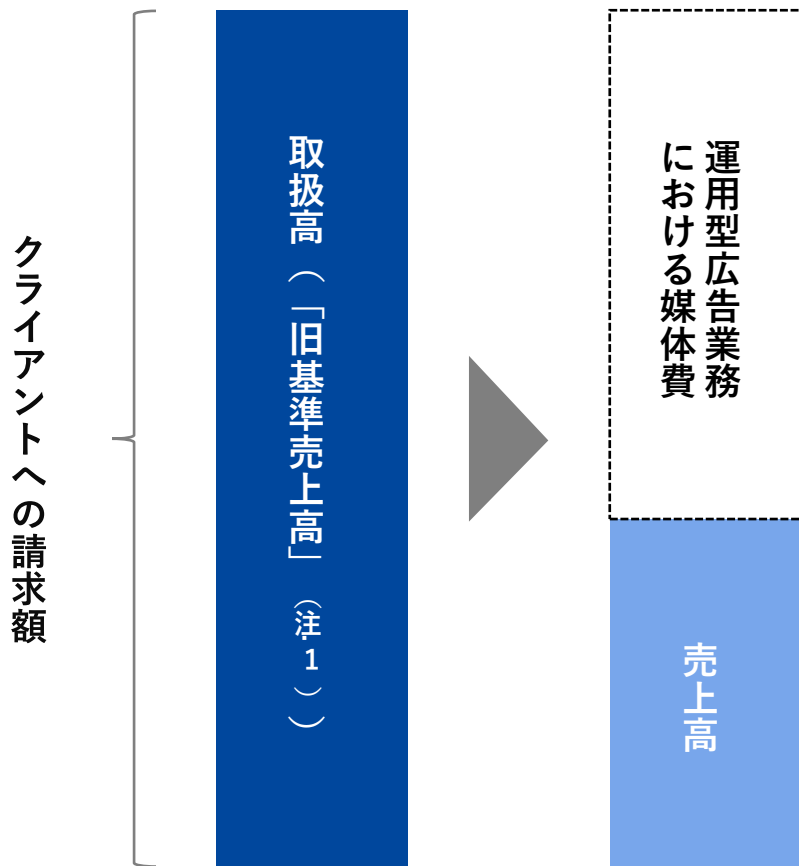 クライアントへの請求額
取扱高（「旧基準売上高」（注.1））
運用型広告業務
における媒体費
売上高